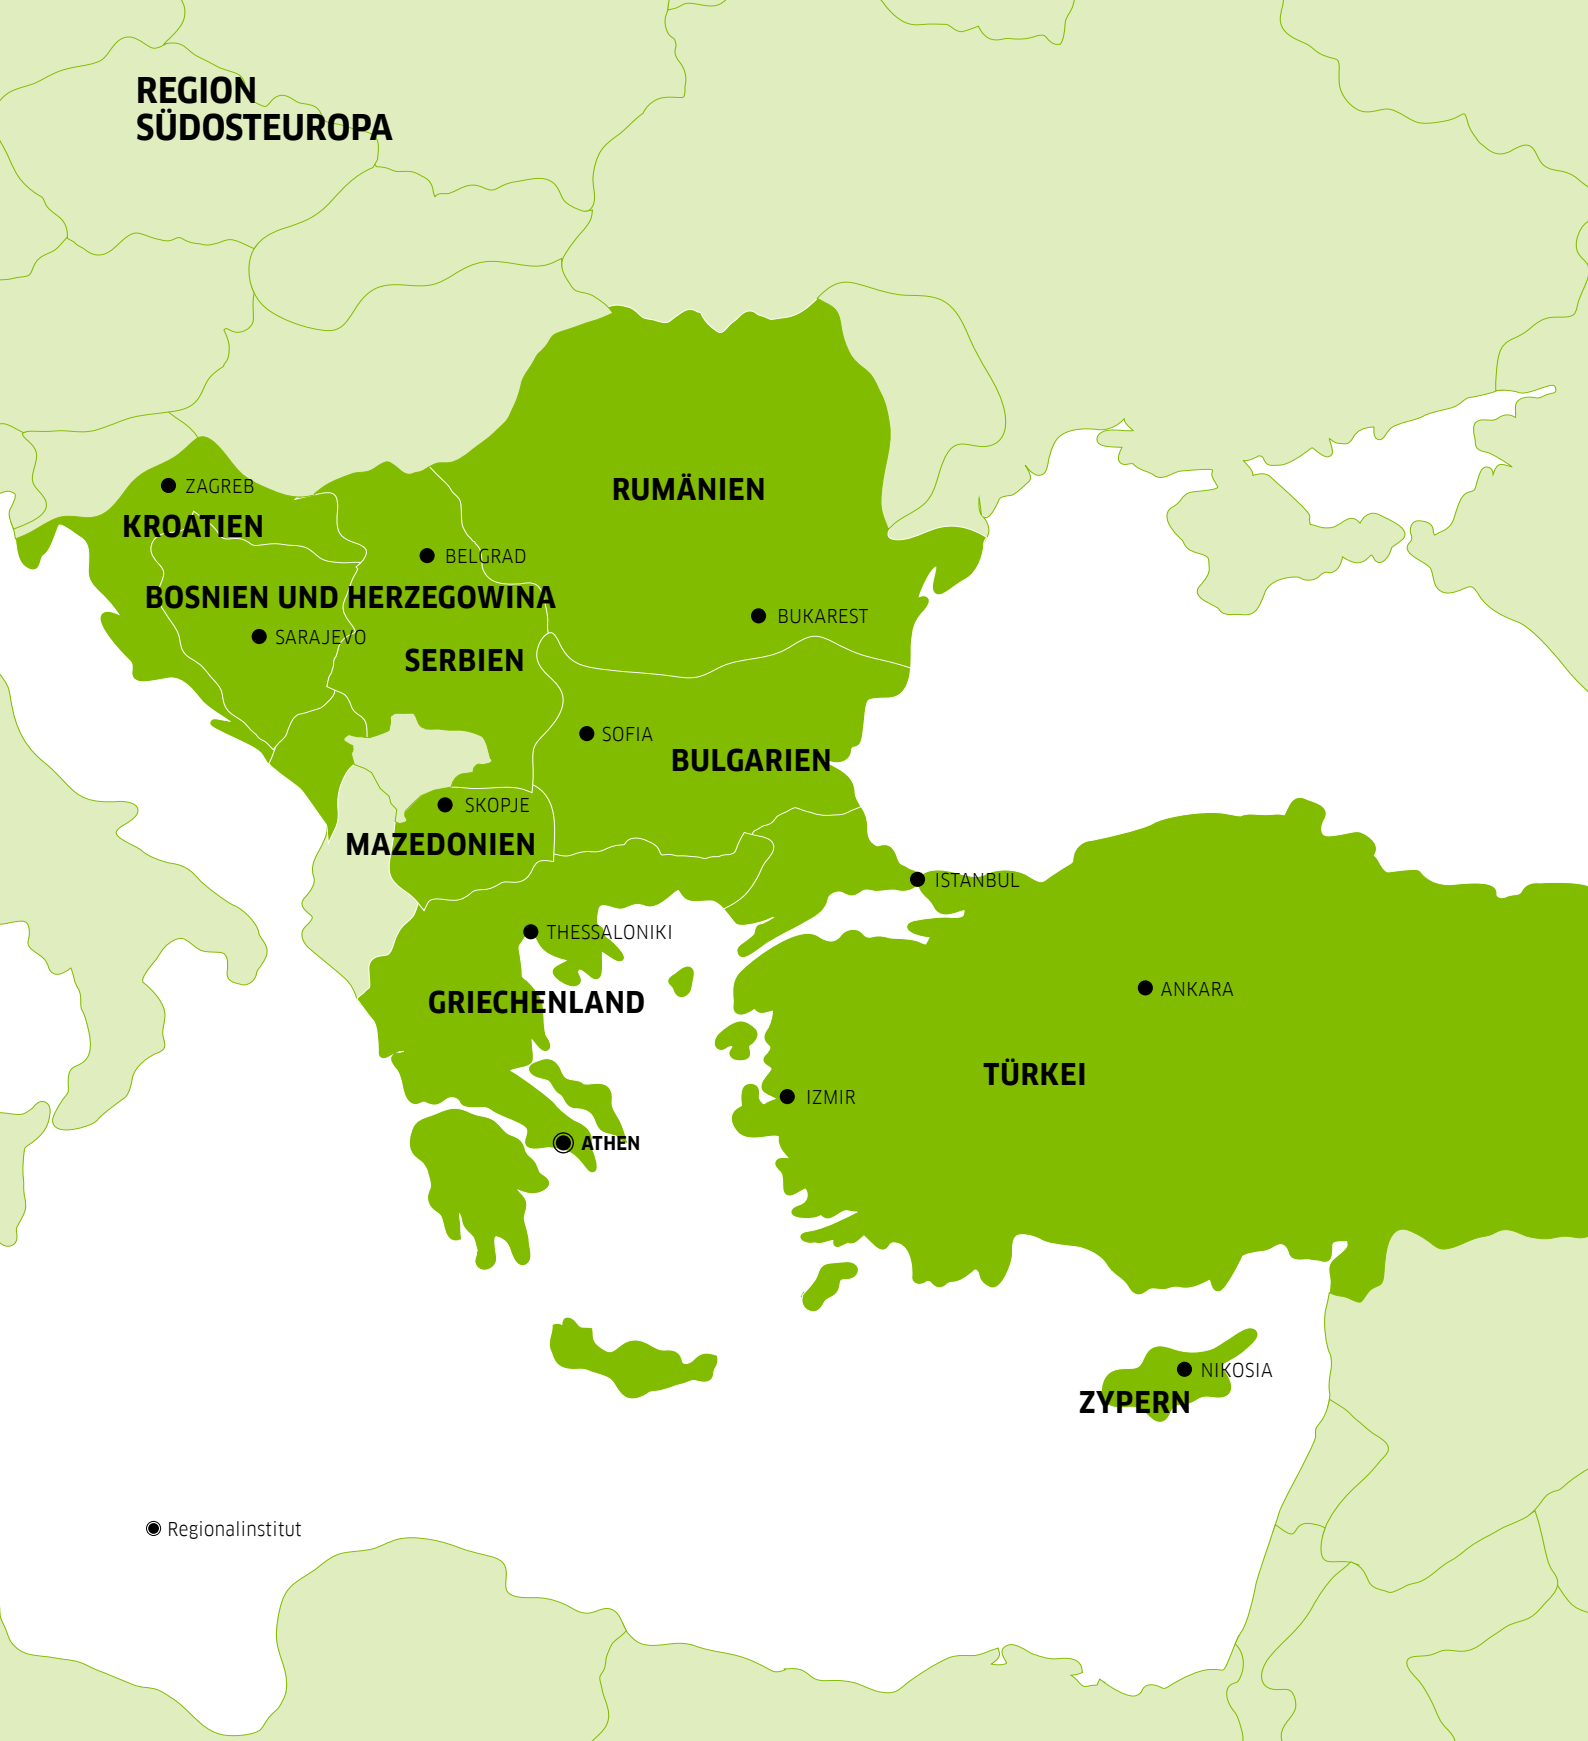 REGION
SÜDOSTEUROPA
ZAGREB
KROATIEN
RUMÄNIEN
BELGRAD
BOSNIEN UND HERZEGOWINA
BUKAREST
SARAJEVO
SERBIEN
SOFIA
BULGARIEN
SKOPJE
MAZEDONIEN
ISTANBUL
THESSALONIKI
ANKARA
GRIECHENLAND
TÜRKEI
IZMIR
ATHEN
NIKOSIA
ZYPERN
Regionalinstitut